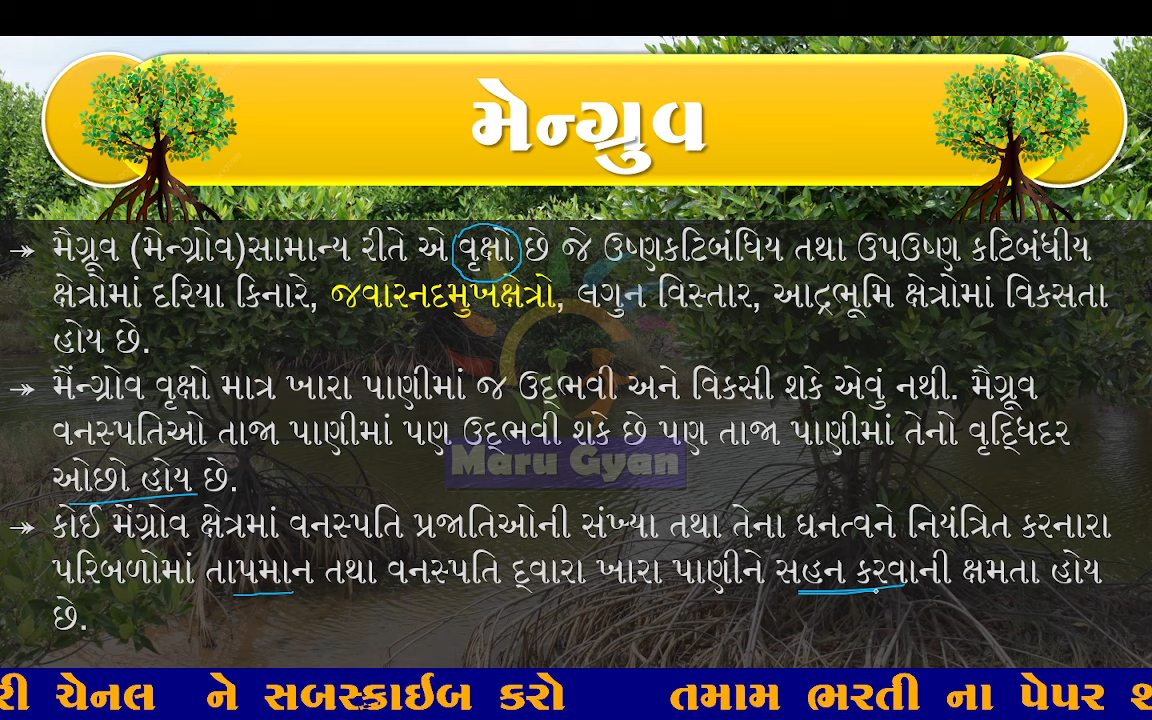 મેન્ગ્રુવ
→ મૈગ્રૂવ (મેન્ગ્રોવ)સામાન્ય રીતે એ વૃક્ષો છે જે ઉષ્ણકટિબંધિય તથા ઉપઉષ્ણ કટિબંધીય
ક્ષેત્રોમાં દરિયા કિનારે, જવારનદમુખક્ષેત્રો, લગુન વિસ્તાર, આટ્રભૂમિ ક્ષેત્રોમાં વિકસતા
હોય છે.
→ મૈંન્ગ્રોવ વૃક્ષો માત્ર ખારા પાણીમાં જ ઉદ્ભવી અને વિકસી શકે એવું નથી. મૈગ્રૂવ
વનસ્પતિઓ તાજા પાણીમાં પણ ઉદ્ભવી શકે છે પણ તાજા પાણીમાં તેનો વૃદ્ધિદર
ઓછો હોય છે.
Maru Gyan
→ કોઈ મેંગ્રોવ ક્ષેત્રમાં વનસ્પતિ પ્રજાતિઓની સંખ્યા તથા તેના ઘનત્વને નિયંત્રિત કરનારા
પરિબળોમાં તાપમાન તથા વનસ્પતિ દ્વારા ખારા પાણીને સહન કરવાની ક્ષમતા હોય
છે.
રી ચેનલ ને સબસ્ક્રાઇબ કરો તમામ ભરતી ના પેપર